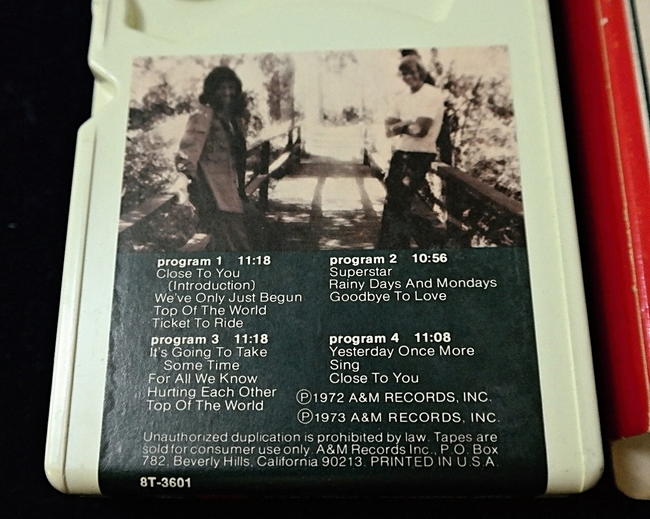 program 1 11:18
Close To You
(Introduction)
We've Only Just Begun
Top Of The World
Ticket To Ride
program 2 10:56
Superstar
Rainy Days And Mondays
Goodbye To Love
program 3 11:18
It's Going To Take
Some Time
For All We Know
Hurting Each Other
Top Of The World
program 4 11:08
Yesterday Once More
Sing
Close To You
Ⓟ1972 A&M RECORDS, INC.
Ⓟ1973 A&M RECORDS, INC.
Unauthorized duplication is prohibited by law. Tapes are
sold for consumer use only. A&M Records Inc., P.O. Box
782, Beverly Hills, California 90213. PRINTED IN U.S.A.
8T-3601